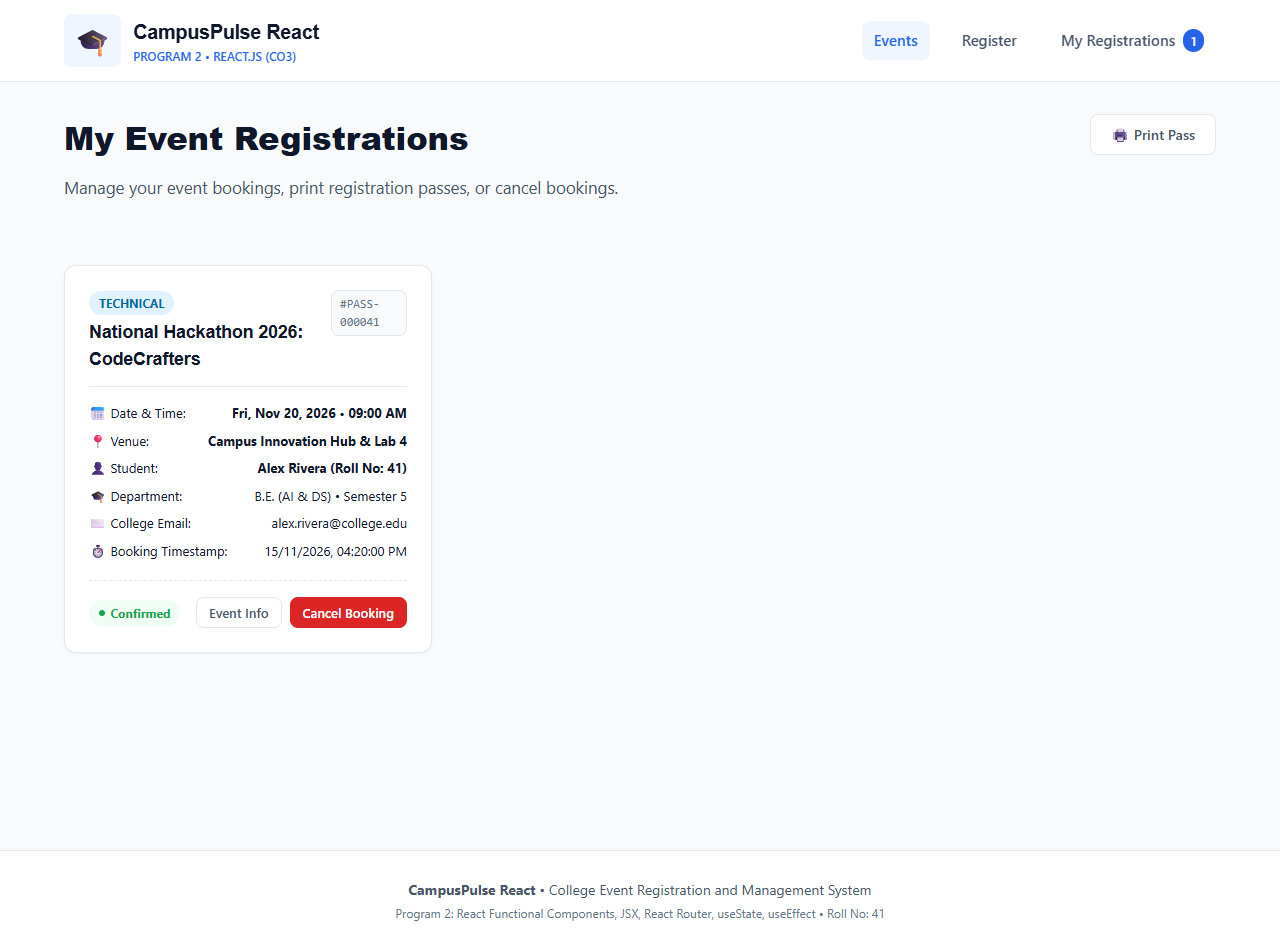 CampusPulse React
PROGRAM 2 • REACT.JS (CO3)
Events
Register
My Registrations 1
My Event Registrations
Print Pass
Manage your event bookings, print registration passes, or cancel bookings.
TECHNICAL
#PASS-
000041
National Hackathon 2026:
CodeCrafters
Date & Time: Fri, Nov 20, 2026 • 09:00 AM
Venue: Campus Innovation Hub & Lab 4
Student: Alex Rivera (Roll No: 41)
Department: B.E. (AI & DS) • Semester 5
College Email: alex.rivera@college.edu
Booking Timestamp: 15/11/2026, 04:20:00 PM
• Confirmed
Event Info
Cancel Booking
CampusPulse React • College Event Registration and Management System
Program 2: React Functional Components, JSX, React Router, useState, useEffect • Roll No: 41